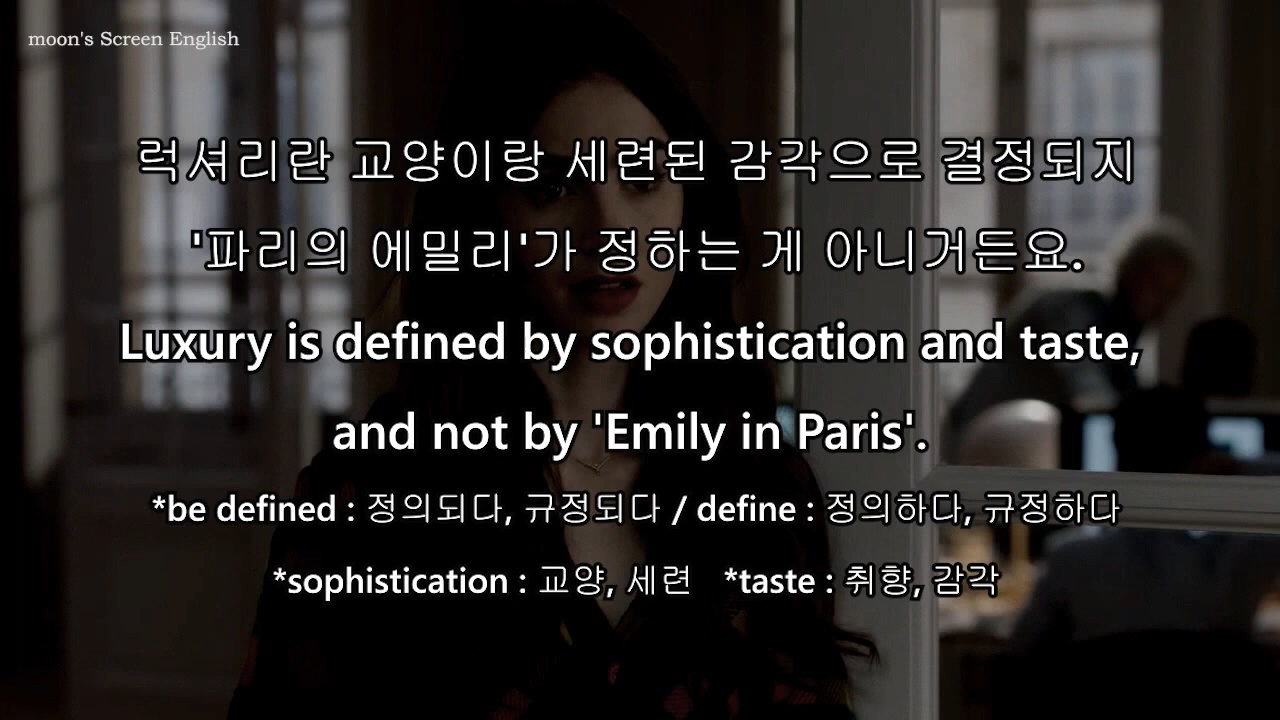 moon's Screen English
럭셔리란 교양이랑 세련된 감각으로 결정되지
'파리의 에밀리'가 정하는 게 아니거든요.
Luxury is defined by sophistication and taste,
and not by 'Emily in Paris'.
*be defined : 정의되다, 규정되다 / define : 정의하다, 규정하다
*sophistication : 교양, 세련 *taste : 취향, 감각